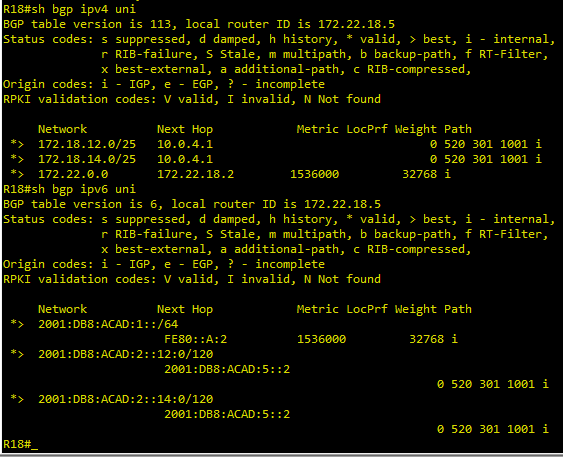 R18#sh bgp ipv4 uni
BGP table version is 113, local router ID is 172.22.18.5
Status codes: s suppressed, d damped, h history, * valid, > best, i - internal,
              r RIB-failure, S Stale, m multipath, b backup-path, f RT-Filter,
              x best-external, a additional-path, c RIB-compressed,
Origin codes: i - IGP, e - EGP, ? - incomplete
RPKI validation codes: V valid, I invalid, N Not found

     Network          Next Hop            Metric LocPrf Weight Path
 *>  172.18.12.0/25   10.0.4.1                               0 520 301 1001 i
 *>  172.18.14.0/25   10.0.4.1                               0 520 301 1001 i
 *>  172.22.0.0       172.22.18.2        1536000         32768 i
R18#sh bgp ipv6 uni
BGP table version is 6, local router ID is 172.22.18.5
Status codes: s suppressed, d damped, h history, * valid, > best, i - internal,
              r RIB-failure, S Stale, m multipath, b backup-path, f RT-Filter,
              x best-external, a additional-path, c RIB-compressed,
Origin codes: i - IGP, e - EGP, ? - incomplete
RPKI validation codes: V valid, I invalid, N Not found

     Network          Next Hop            Metric LocPrf Weight Path
 *>  2001:DB8:ACAD:1::/64
                       FE80::A:2          1536000         32768 i
 *>  2001:DB8:ACAD:2::12:0/120
                       2001:DB8:ACAD:5::2
                                                              0 520 301 1001 i
 *>  2001:DB8:ACAD:2::14:0/120
                       2001:DB8:ACAD:5::2
                                                              0 520 301 1001 i
R18#_